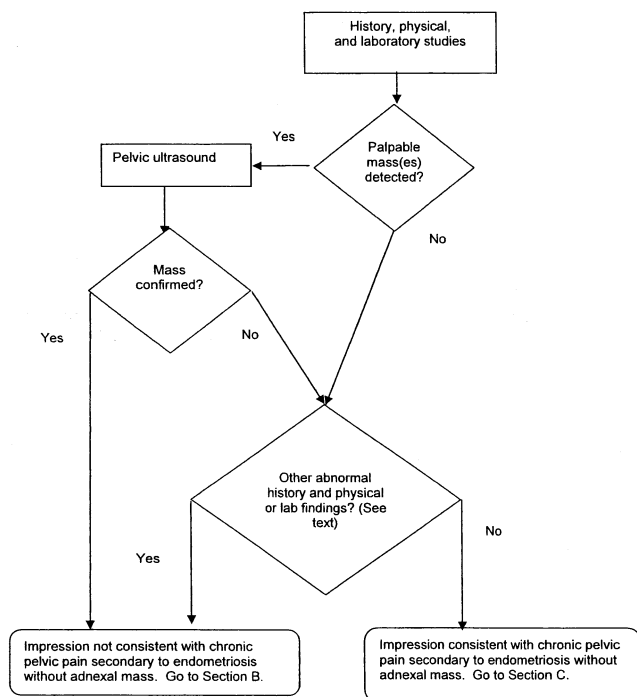 History, physical,
and laboratory studies
Yes
Palpable
mass(es)
detected?
Pelvic ultrasound
No
Mass
confirmed?
Yes
No
Other abnormal
history and physical
or lab findings? (See
text)
Yes
No
Impression not consistent with chronic
pelvic pain secondary to endometriosis
without adnexal mass. Go to Section B.
Impression consistent with chronic pelvic
pain secondary to endometriosis without
adnexal mass. Go to Section C.